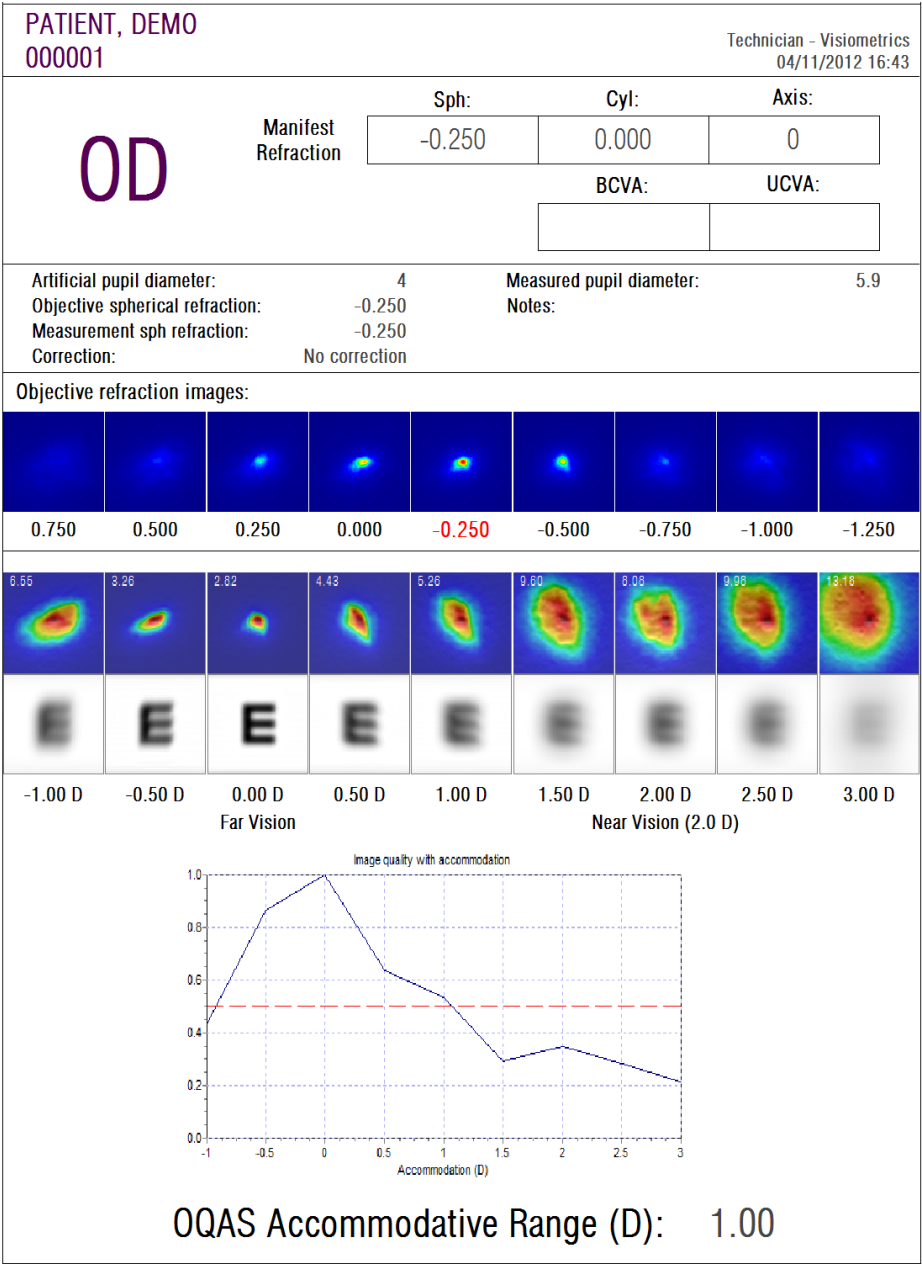 PATIENT, DEMO
000001
Technician - Visiometrics
04/11/2012 16:43
OD
Manifest
Refraction
Sph: Cyl: Axis:
-0.250 0.000 0
BCVA: UCVA:
Artificial pupil diameter: 4 Measured pupil diameter: 5.9
Objective spherical refraction: -0.250 Notes:
Measurement sph refraction: -0.250
Correction: No correction
Objective refraction images:
0.750 0.500 0.250 0.000 -0.250 -0.500 -0.750 -1.000 -1.250
6.55 3.26 2.82 4.43 5.26 9.60 8.08 9.98 13.18
E E E E E E E E E
-1.00 D -0.50 D 0.00 D 0.50 D 1.00 D 1.50 D 2.00 D 2.50 D 3.00 D
Far Vision Near Vision (2.0 D)
Image quality with accommodation
1.0
0.8
0.6
0.4
0.2
0.0
-1 -0.5 0 0.5 1 1.5 2 2.5 3
Accommodation (D)
OQAS Accommodative Range (D): 1.00